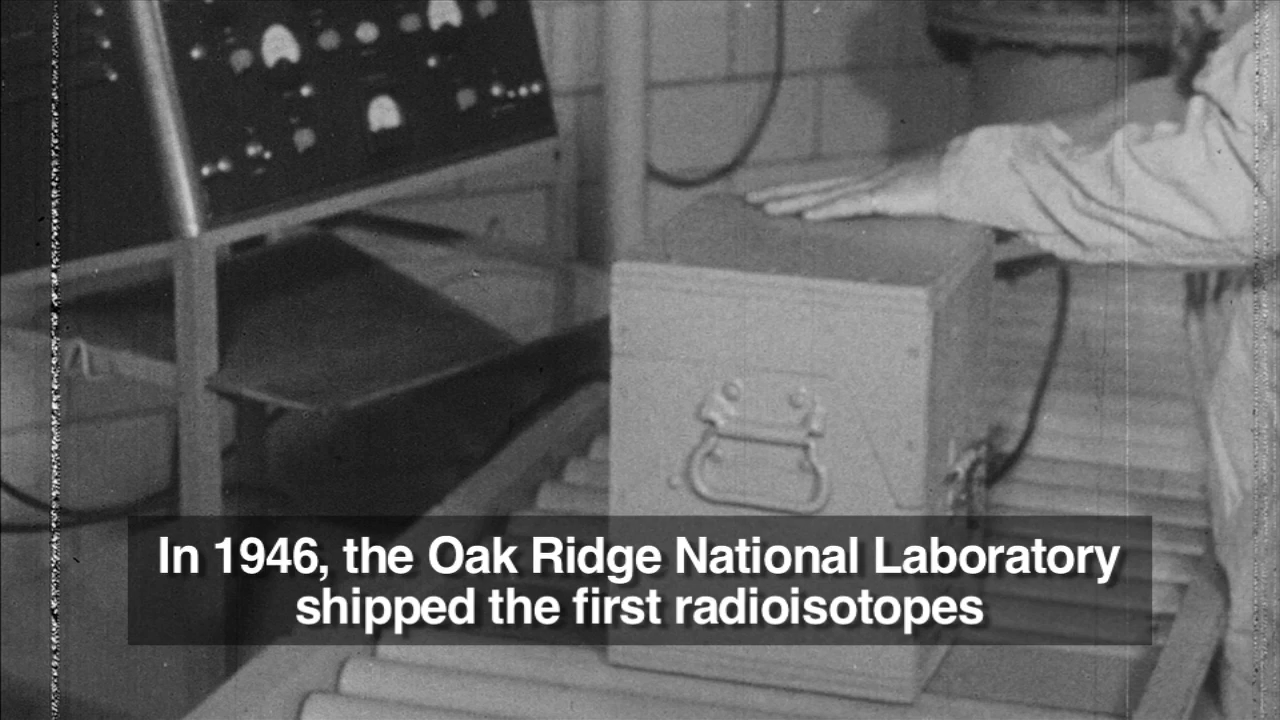 In 1946, the Oak Ridge National Laboratory
shipped the first radioisotopes